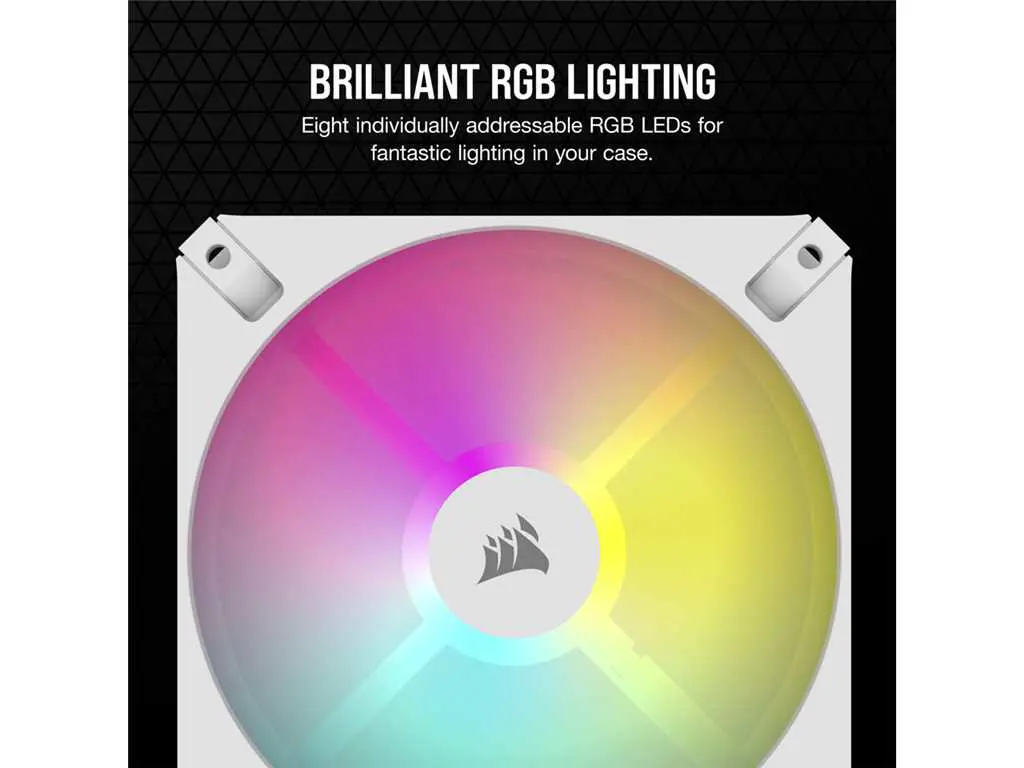 BRILLIANT RGB LIGHTING
Eight individually addressable RGB LEDs for
fantastic lighting in your case.